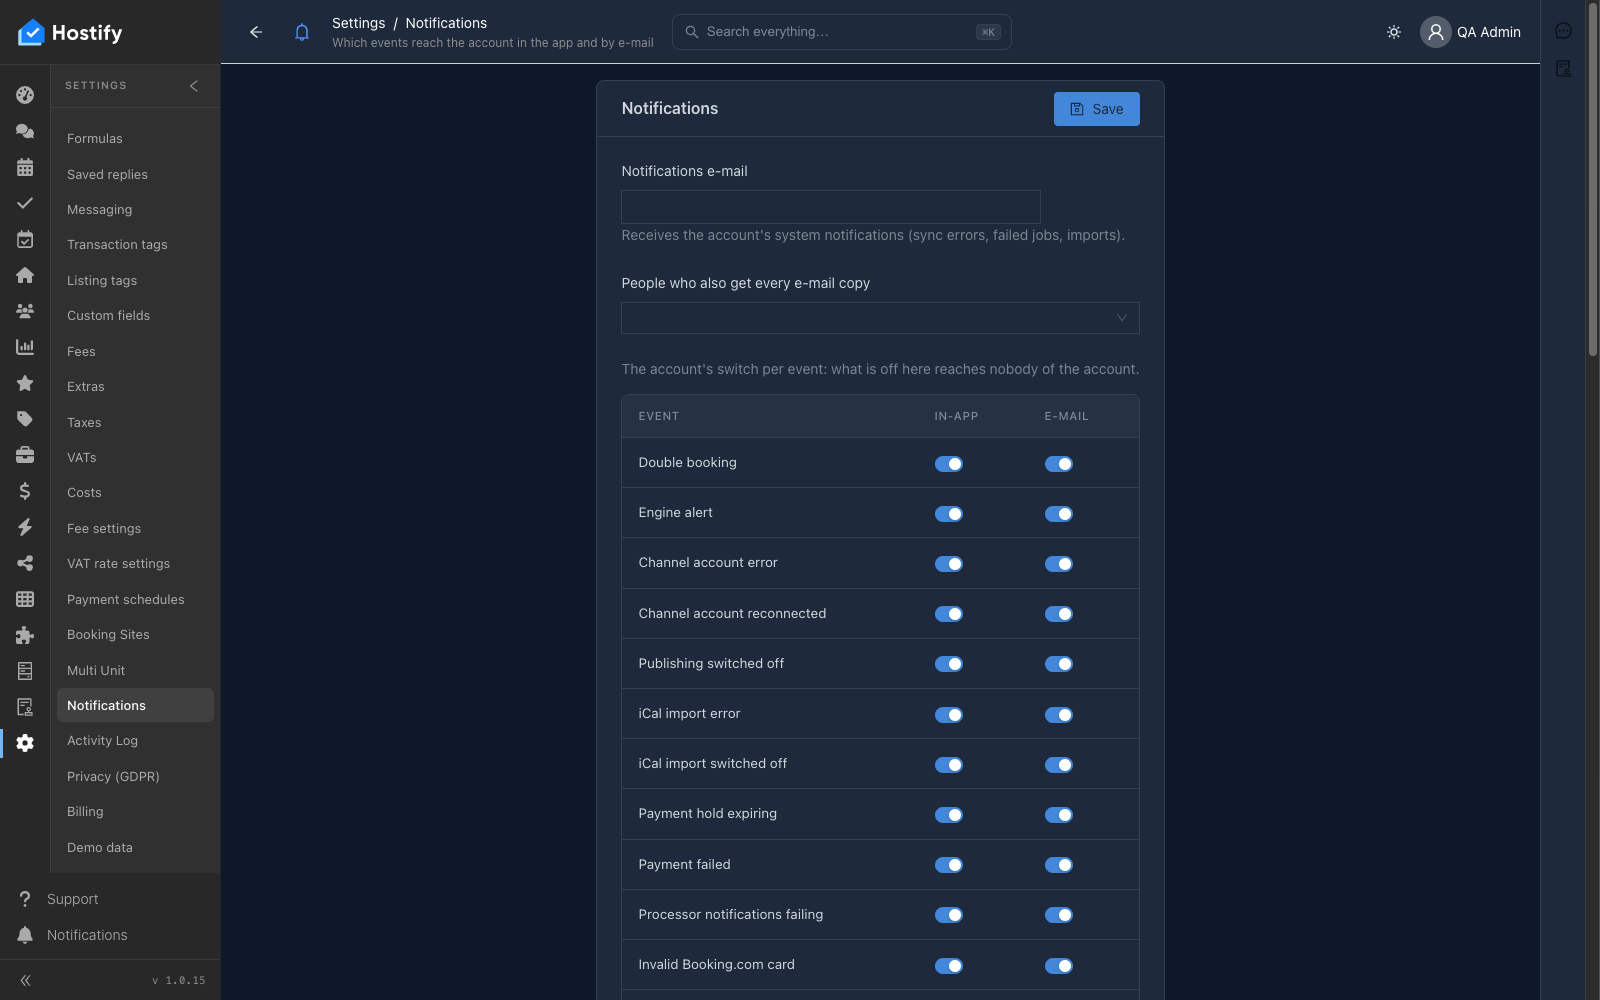 Hostify
Settings / Notifications
Which events reach the account in the app and by e-mail
Search everything...
⌘K
QA Admin
SETTINGS
Formulas
Saved replies
Messaging
Transaction tags
Listing tags
Custom fields
Fees
Extras
Taxes
VATs
Costs
Fee settings
VAT rate settings
Payment schedules
Booking Sites
Multi Unit
Notifications
Activity Log
Privacy (GDPR)
Billing
Demo data
Support
Notifications
v 1.0.15
Notifications
Save
Notifications e-mail
Receives the account's system notifications (sync errors, failed jobs, imports).
People who also get every e-mail copy
The account's switch per event: what is off here reaches nobody of the account.
EVENT IN-APP E-MAIL
Double booking
Engine alert
Channel account error
Channel account reconnected
Publishing switched off
iCal import error
iCal import switched off
Payment hold expiring
Payment failed
Processor notifications failing
Invalid Booking.com card